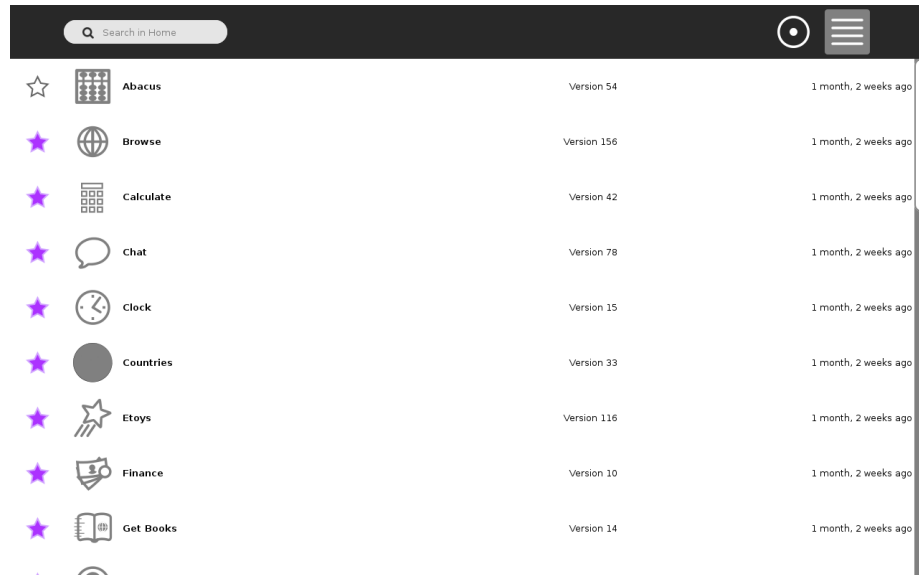 Search in Home
Abacus Version 54 1 month, 2 weeks ago
Browse Version 156 1 month, 2 weeks ago
Calculate Version 42 1 month, 2 weeks ago
Chat Version 78 1 month, 2 weeks ago
Clock Version 15 1 month, 2 weeks ago
Countries Version 33 1 month, 2 weeks ago
Etoys Version 116 1 month, 2 weeks ago
Finance Version 10 1 month, 2 weeks ago
Get Books Version 14 1 month, 2 weeks ago